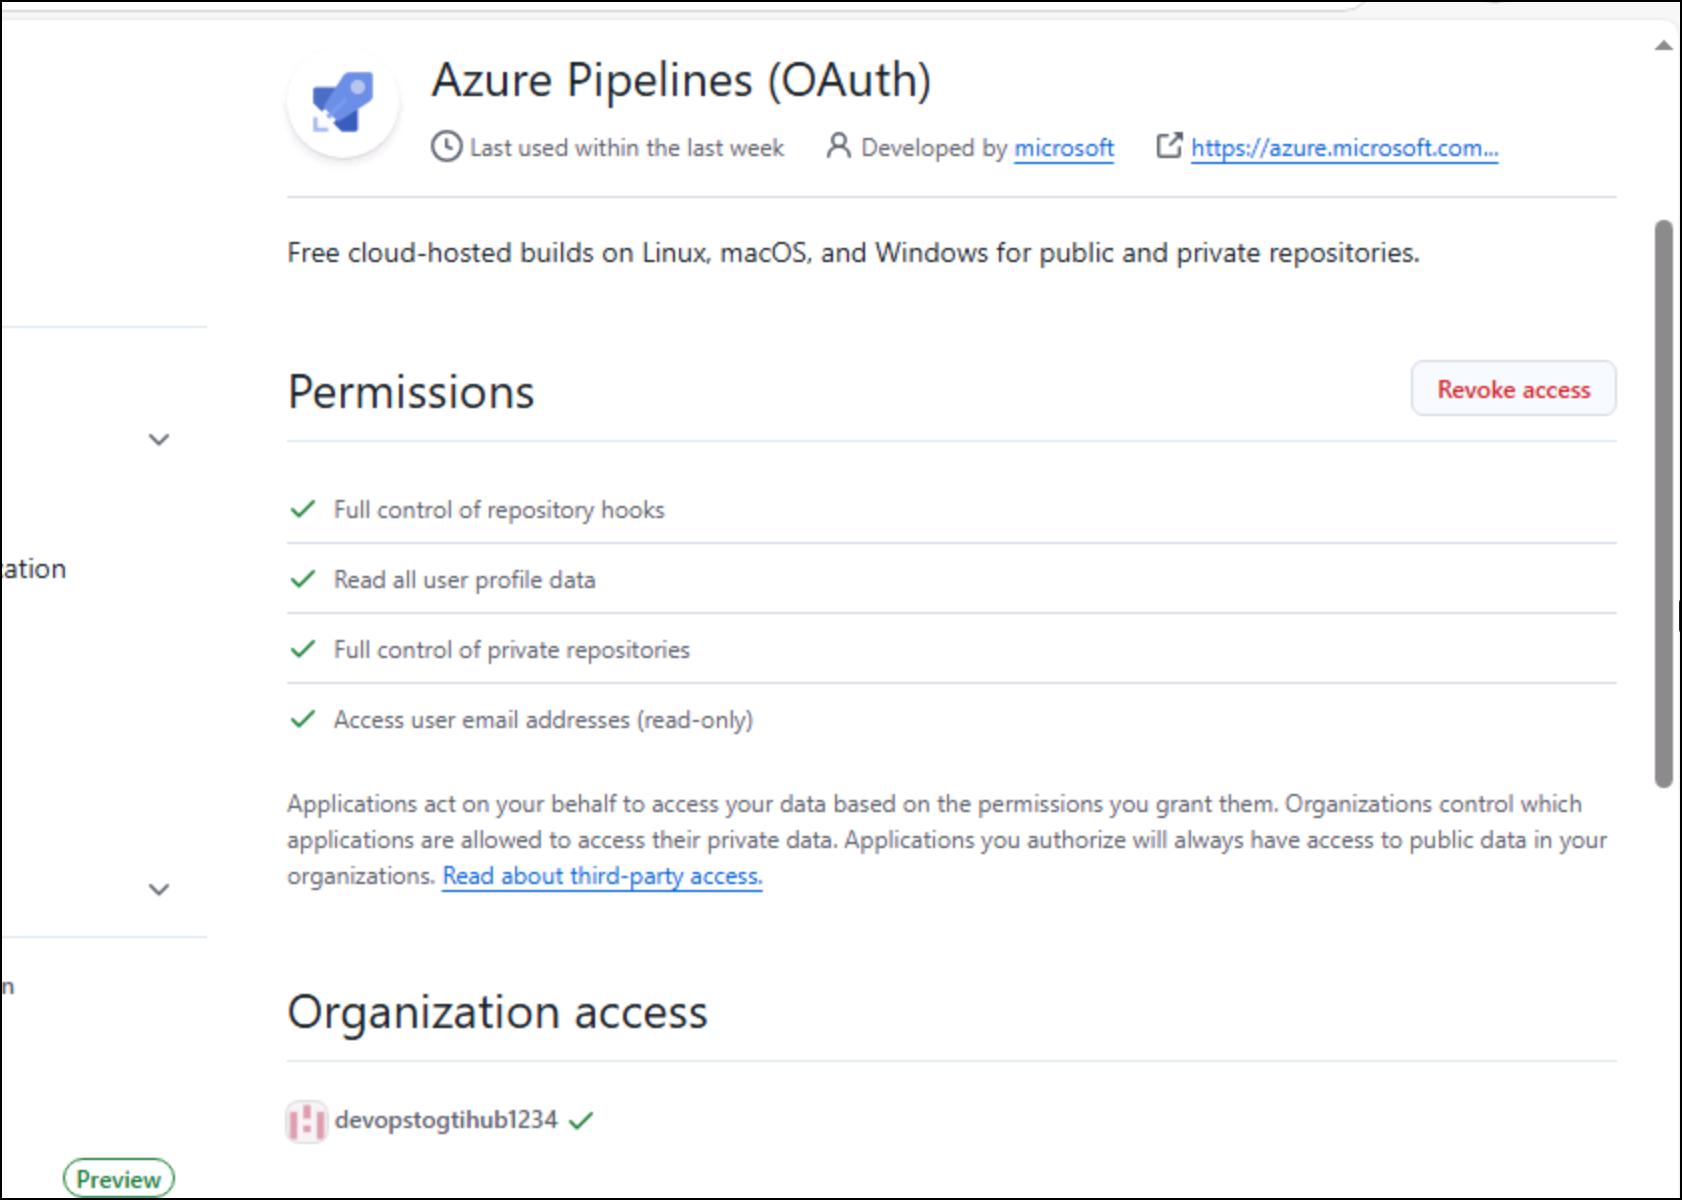 Azure Pipelines (OAuth)
Last used within the last week Developed by microsoft https://azure.microsoft.com...
Free cloud-hosted builds on Linux, macOS, and Windows for public and private repositories.
Permissions
Revoke access
Full control of repository hooks
ation
Read all user profile data
Full control of private repositories
Access user email addresses (read-only)
Applications act on your behalf to access your data based on the permissions you grant them. Organizations control which
applications are allowed to access their private data. Applications you authorize will always have access to public data in your
organizations. Read about third-party access.
n
Organization access
devopstogtihub1234
Preview